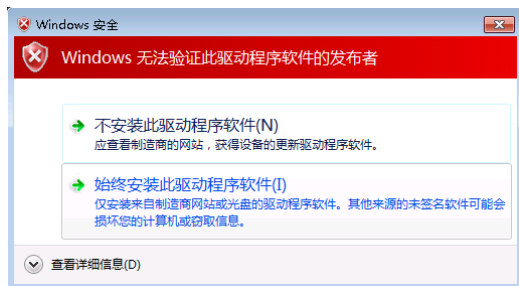 Windows 安全
Windows 无法验证此驱动程序软件的发布者
不安装此驱动程序软件(N)
应查看制造商的网站，获得设备的更新驱动程序软件。
始终安装此驱动程序软件(I)
仅安装来自制造商网站或光盘的驱动程序软件。其他来源的未签名软件可能会
损坏您的计算机或窃取信息。
查看详细信息(D)